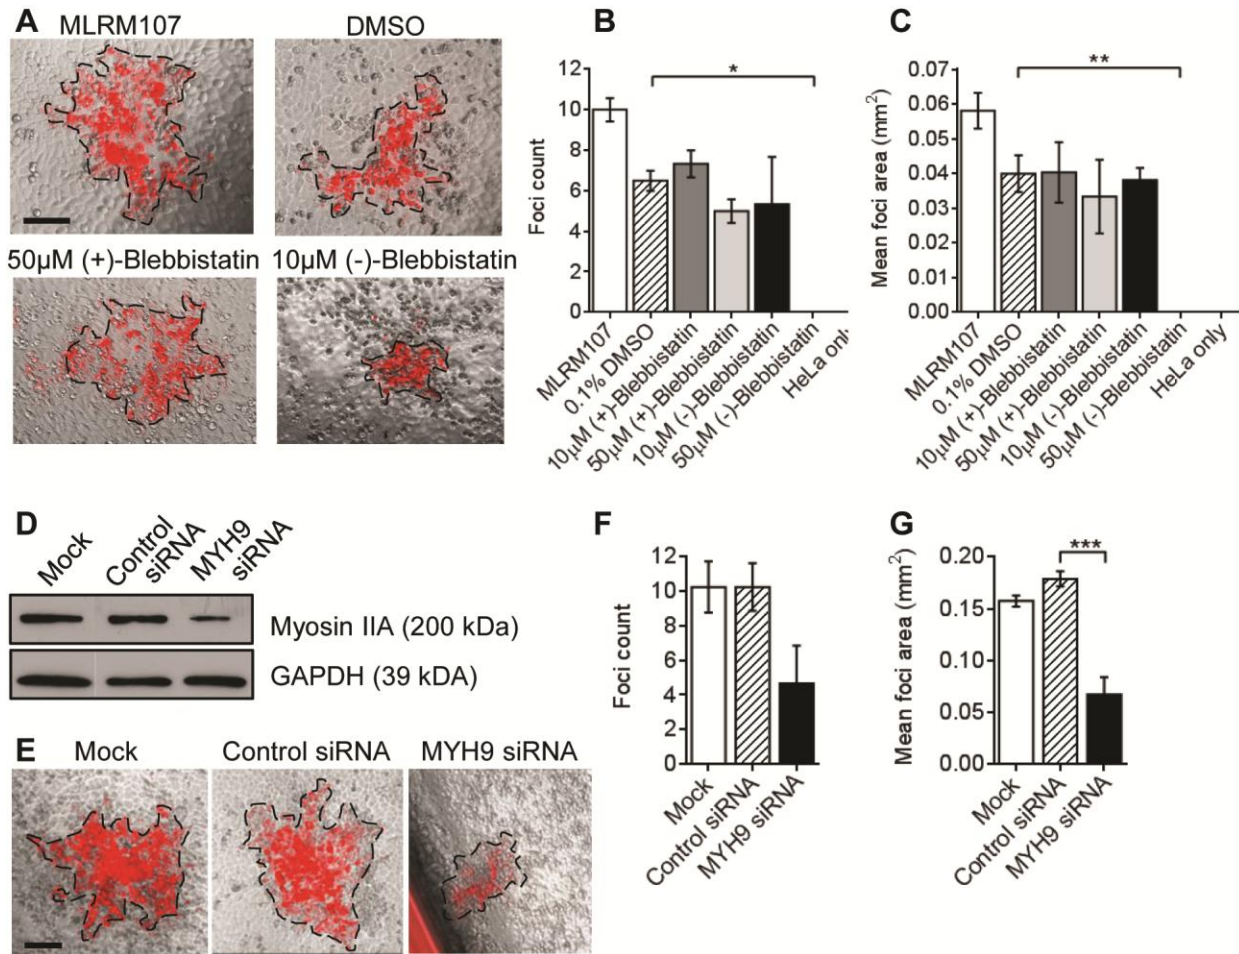 A
MLRM107
DMSO
50µM (+)-Blebbistatin
10µM (-)-Blebbistatin
B
*
Foci count
12
10
8
6
4
2
0
MLRM107
0.1% DMSO
10µM (+)-Blebbistatin
50µM (+)-Blebbistatin
10µM (-)-Blebbistatin
50µM (-)-Blebbistatin
HeLa only
C
**
Mean foci area (mm²)
0.07
0.06
0.05
0.04
0.03
0.02
0.01
0.00
MLRM107
0.1% DMSO
10µM (+)-Blebbistatin
50µM (+)-Blebbistatin
10µM (-)-Blebbistatin
50µM (-)-Blebbistatin
HeLa only
D
Mock
Control
siRNA
MYH9
siRNA
Myosin IIA (200 kDa)
GAPDH (39 kDA)
E
Mock
Control siRNA
MYH9 siRNA
F
Foci count
12
10
8
6
4
2
0
Mock
Control siRNA
MYH9 siRNA
G
***
Mean foci area (mm²)
0.20
0.15
0.10
0.05
0.00
Mock
Control siRNA
MYH9 siRNA